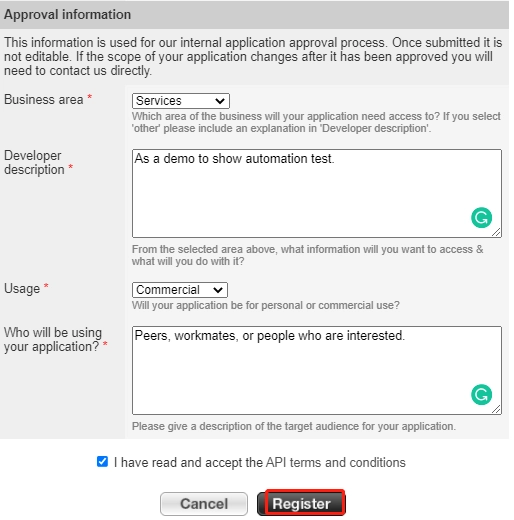 Approval information
This information is used for our internal application approval process. Once submitted it is
not editable. If the scope of your application changes after it has been approved you will
need to contact us directly.
Business area *
Services
Which area of the business will your application need access to? If you select
'other' please include an explanation in 'Developer description'.
Developer
description *
As a demo to show automation test.
From the selected area above, what information will you want to access &
what will you do with it?
Usage *
Commercial
Will your application be for personal or commercial use?
Who will be using
your application? *
Peers, workmates, or people who are interested.
Please give a description of the target audience for your application.
I have read and accept the API terms and conditions
Cancel Register